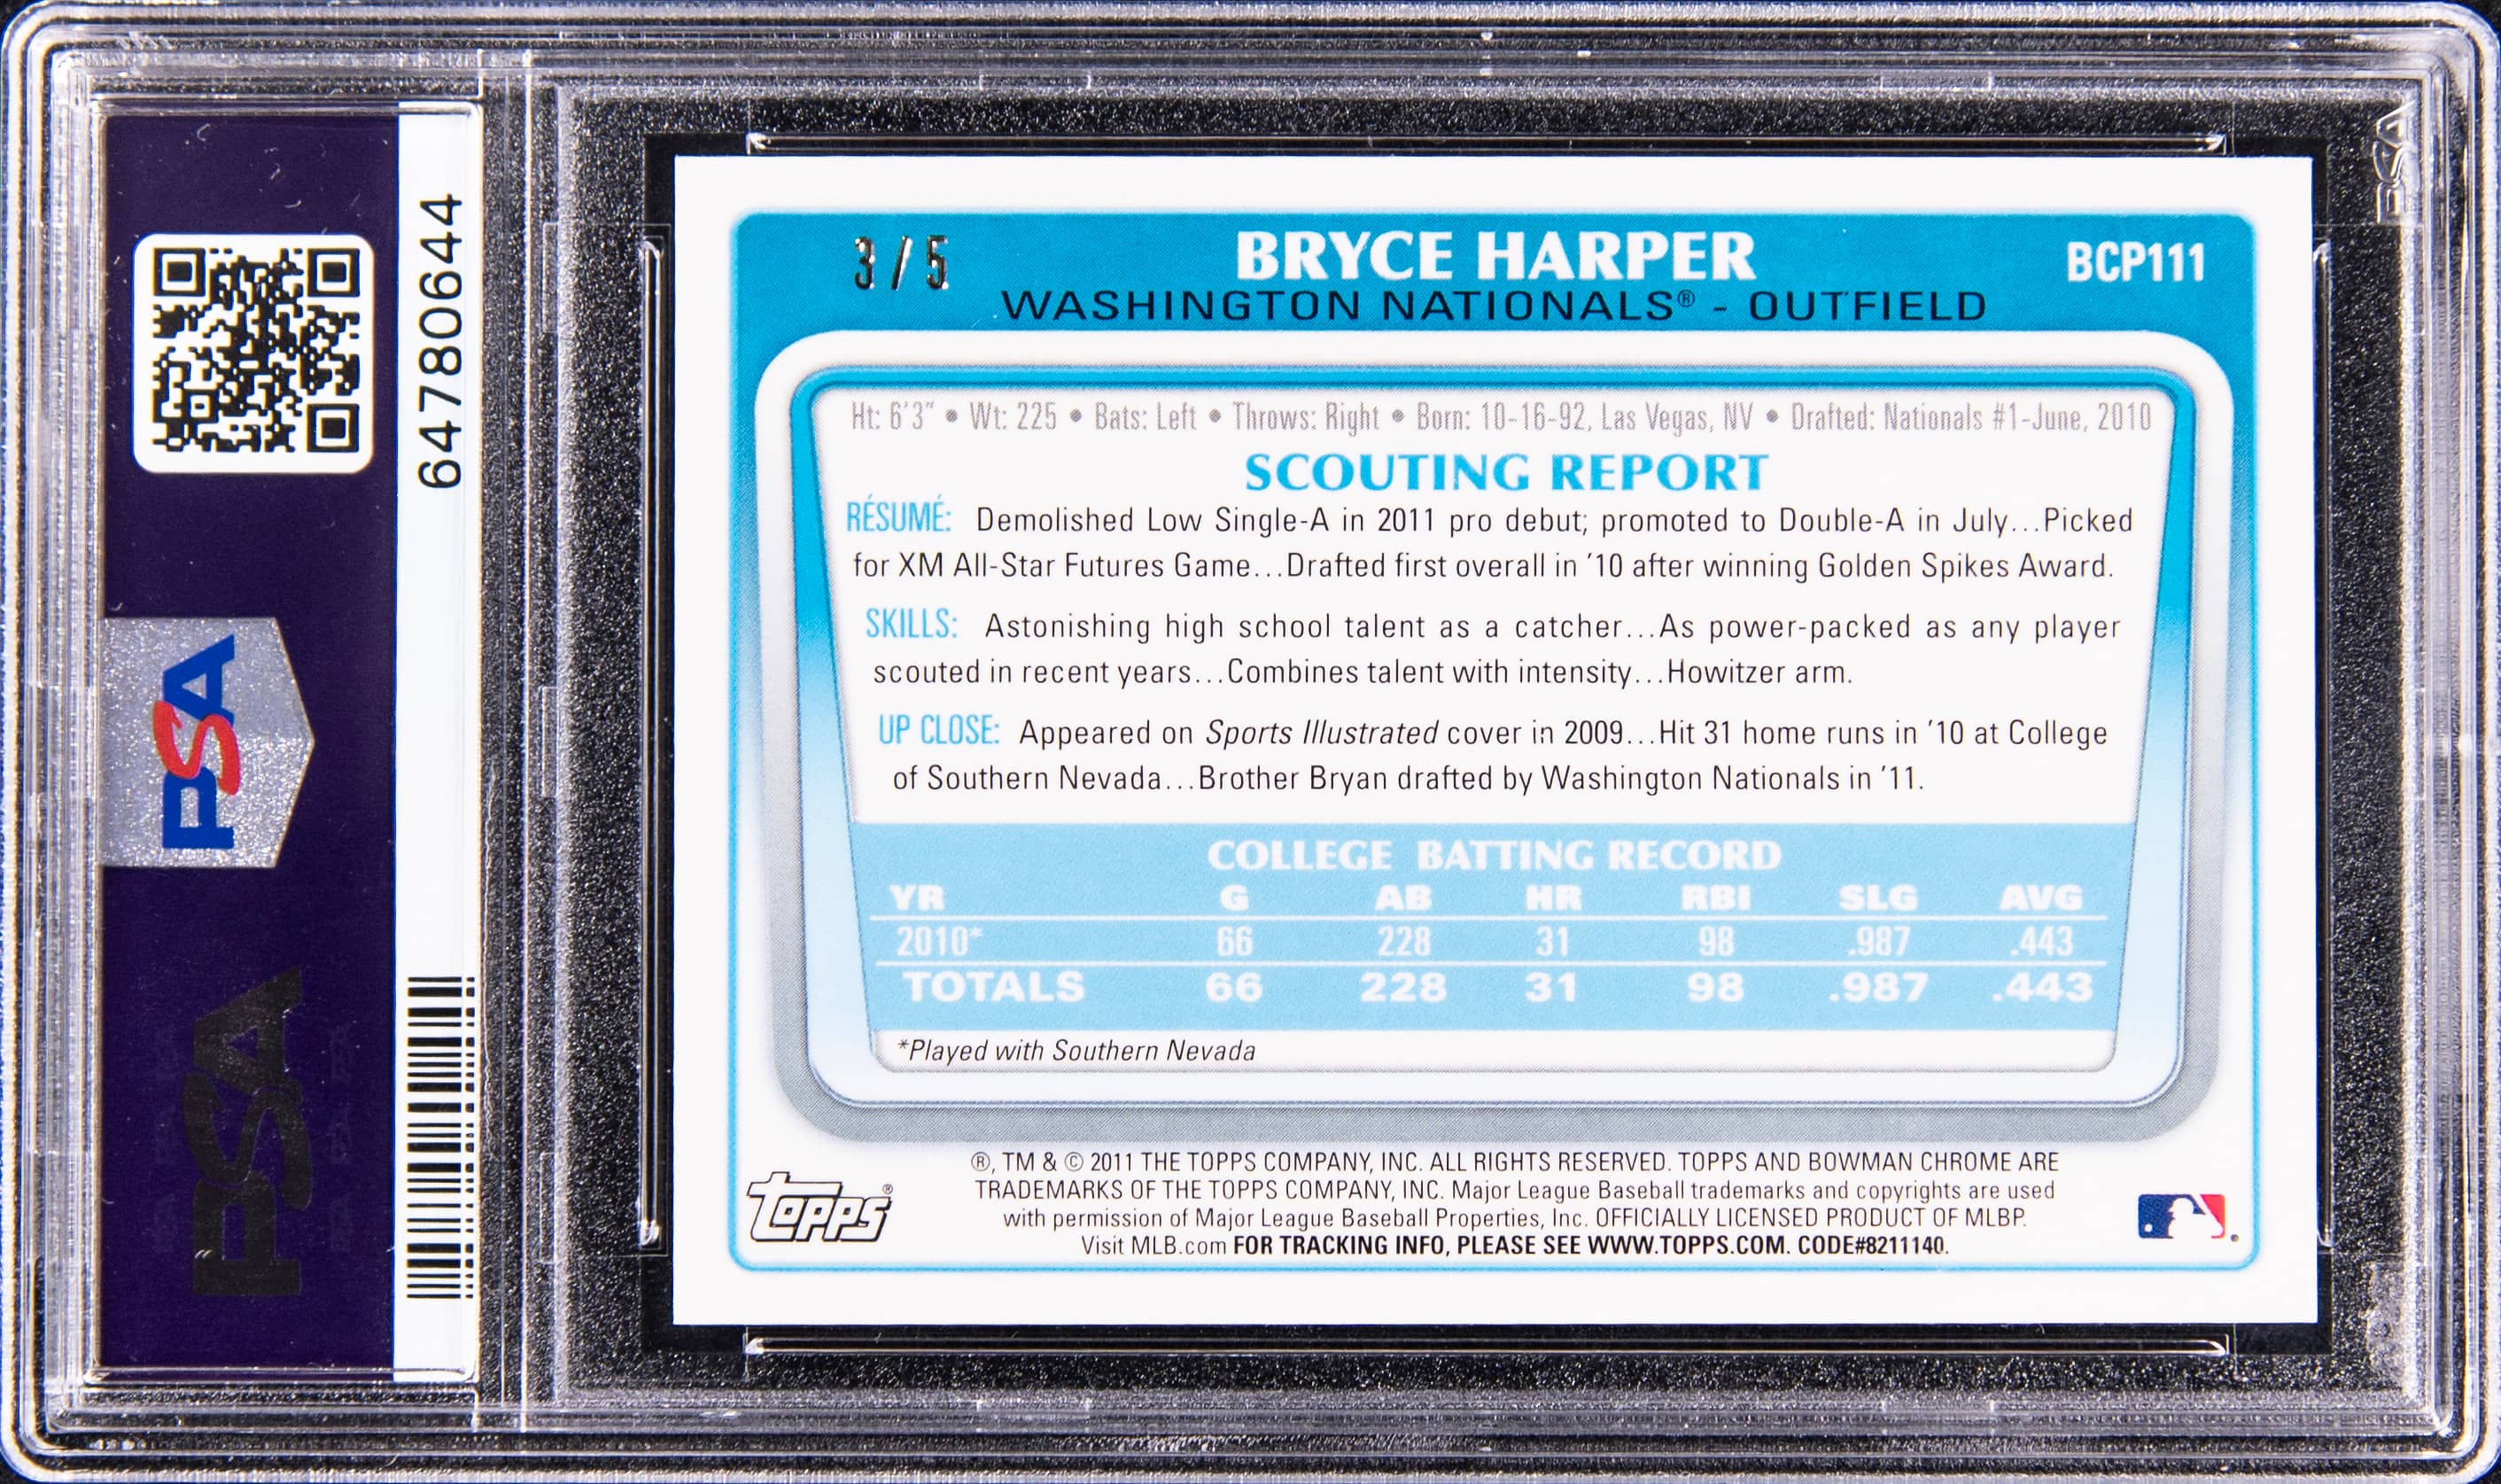 64780644
PSA
PSA
PSA
3/5
BRYCE HARPER
BCP111
WASHINGTON NATIONALS® - OUTFIELD
Ht: 6'3" • Wt: 225 • Bats: Left • Throws: Right • Born: 10-16-92, Las Vegas, NV • Drafted: Nationals #1-June, 2010
SCOUTING REPORT
RÉSUMÉ: Demolished Low Single-A in 2011 pro debut; promoted to Double-A in July...Picked
for XM All-Star Futures Game...Drafted first overall in '10 after winning Golden Spikes Award.
SKILLS: Astonishing high school talent as a catcher...As power-packed as any player
scouted in recent years...Combines talent with intensity...Howitzer arm.
UP CLOSE: Appeared on Sports Illustrated cover in 2009...Hit 31 home runs in '10 at College
of Southern Nevada...Brother Bryan drafted by Washington Nationals in '11.
COLLEGE BATTING RECORD
YR G AB HR RBI SLG AVG
2010* 66 228 31 98 .987 .443
TOTALS 66 228 31 98 .987 .443
*Played with Southern Nevada
®, TM & © 2011 THE TOPPS COMPANY, INC. ALL RIGHTS RESERVED. TOPPS AND BOWMAN CHROME ARE
TRADEMARKS OF THE TOPPS COMPANY, INC. Major League Baseball trademarks and copyrights are used
with permission of Major League Baseball Properties, Inc. OFFICIALLY LICENSED PRODUCT OF MLBP.
Visit MLB.com FOR TRACKING INFO, PLEASE SEE WWW.TOPPS.COM. CODE#8211140.
Topps®